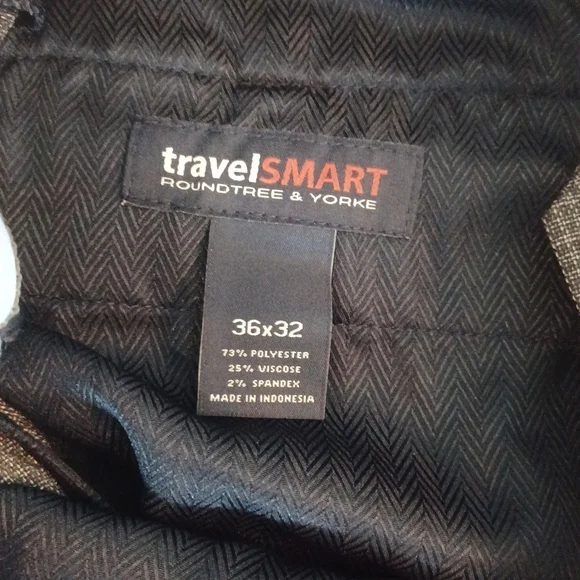 travelSMART
ROUNDTREE & YORKE
36x32
73% POLYESTER
25% VISCOSE
2% SPANDEX
MADE IN INDONESIA